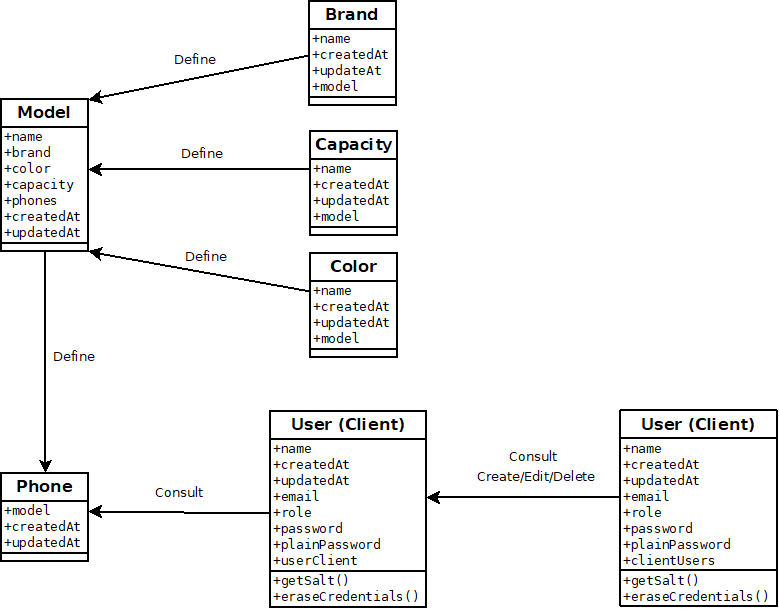 Brand
+name
+createdAt
+updateAt
+model
Define
Model
+name
+brand
+color
+capacity
+phones
+createdAt
+updatedAt
Define
Capacity
+name
+createdAt
+updatedAt
+model
Define
Color
+name
+createdAt
+updatedAt
+model
Define
Phone
+model
+createdAt
+updatedAt
Consult
User (Client)
+name
+createdAt
+updatedAt
+email
+role
+password
+plainPassword
+userClient
+getSalt()
+eraseCredentials()
Consult
Create/Edit/Delete
User (Client)
+name
+createdAt
+updatedAt
+email
+role
+password
+plainPassword
+clientUsers
+getSalt()
+eraseCredentials()